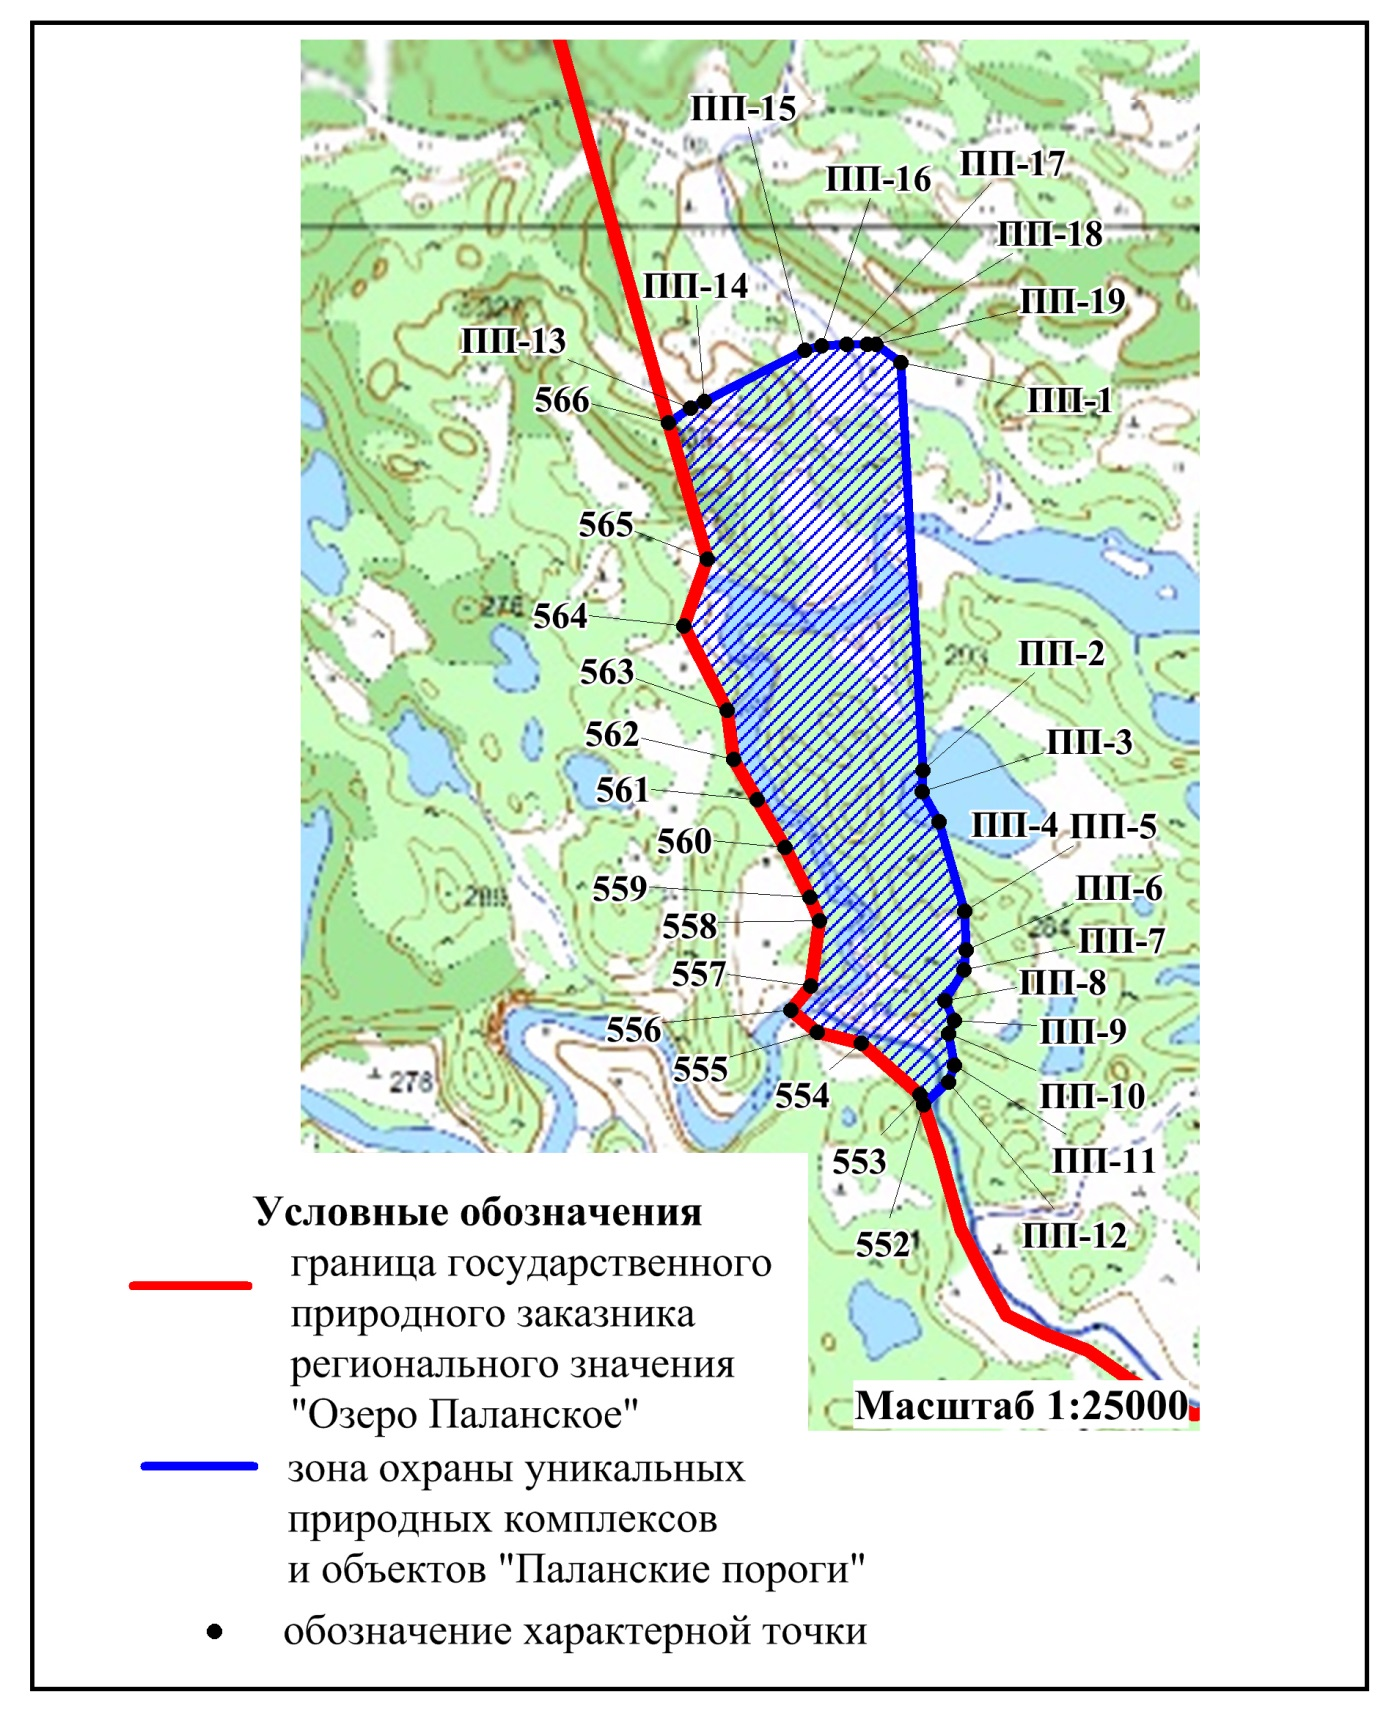 ПП-15
ПП-16
ПП-17
ПП-18
ПП-14
ПП-19
ПП-13
566
ПП-1
565
276
564
293
ПП-2
563
562
ПП-3
561
ПП-4
ПП-5
560
559
ПП-6
558
284
ПП-7
557
ПП-8
556
ПП-9
555
278
554
ПП-10
553
ПП-11
552
ПП-12
Условные обозначения
граница государственного
природного заказника
регионального значения
"Озеро Паланское"
Масштаб 1:25000
зона охраны уникальных
природных комплексов
и объектов "Паланские пороги"
обозначение характерной точки